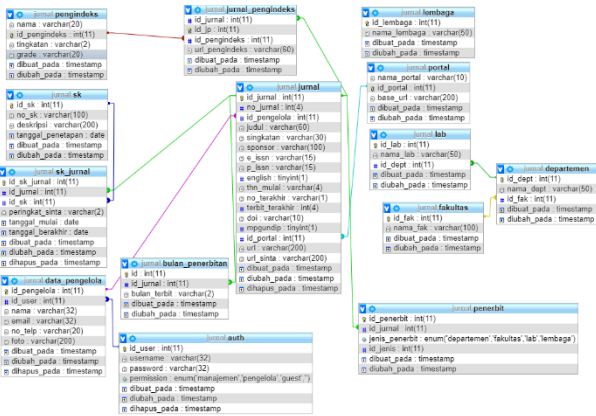 jurnal pengindeks
nama : varchar(20)
id_pengindeks : int(11)
tingkatan : varchar(2)
grade : varchar(20)
dibuat_pada : timestamp
diubah_pada : timestamp
jurnal jurnal_pengindeks
id_jurnal : int(11)
id_jp : int(11)
id_pengindeks : int(11)
url_pengindeks : varchar(60)
dibuat_pada : timestamp
diubah_pada : timestamp
jurnal lembaga
id_lembaga : int(11)
nama_lembaga : varchar(50)
dibuat_pada : timestamp
diubah_pada : timestamp
jurnal portal
nama_portal : varchar(10)
id_portal : int(11)
base_url : varchar(200)
dibuat_pada : timestamp
diubah_pada : timestamp
jurnal sk
id_sk : int(11)
no_sk : varchar(100)
deskripsi : varchar(200)
tanggal_penetapan : date
dibuat_pada : timestamp
diubah_pada : timestamp
jurnal jurnal
id_jurnal : int(11)
no_jurnal : int(4)
id_pengelola : int(11)
judul : varchar(60)
singkatan : varchar(30)
sponsor : varchar(100)
e_issn : varchar(15)
p_issn : varchar(15)
english : tinyint(1)
thn_mulai : varchar(4)
no_terakhir : varchar(1)
terbit_terakhir : int(4)
doi : varchar(10)
mpgundip : tinyint(1)
id_portal : int(11)
url : varchar(200)
url_sinta : varchar(200)
dibuat_pada : timestamp
diubah_pada : timestamp
dihapus_pada : timestamp
jurnal lab
id_lab : int(11)
nama_lab : varchar(50)
id_dept : int(11)
dibuat_pada : timestamp
diubah_pada : timestamp
jurnal departemen
id_dept : int(11)
nama_dept : varchar(50)
id_fak : int(11)
dibuat_pada : timestamp
diubah_pada : timestamp
jurnal sk_jurnal
id_sk_jurnal : int(11)
id_jurnal : int(11)
id_sk : int(11)
peringkat_sinta : varchar(2)
tanggal_mulai : date
tanggal_berakhir : date
dibuat_pada : timestamp
diubah_pada : timestamp
dihapus_pada : timestamp
jurnal fakultas
id_fak : int(11)
nama_fak : varchar(100)
dibuat_pada : timestamp
diubah_pada : timestamp
jurnal bulan_penerbitan
id : int(11)
id_jurnal : int(11)
bulan_terbit : varchar(2)
dibuat_pada : timestamp
diubah_pada : timestamp
jurnal data_pengelola
id_pengelola : int(11)
id_user : int(11)
nama : varchar(32)
email : varchar(32)
no_telp : varchar(20)
foto : varchar(200)
dibuat_pada : timestamp
diubah_pada : timestamp
dihapus_pada : timestamp
jurnal auth
id_user : int(11)
username : varchar(32)
password : varchar(32)
permission : enum('manajemen','pengelola','guest','')
dibuat_pada : timestamp
diubah_pada : timestamp
dihapus_pada : timestamp
jurnal penerbit
id_penerbit : int(11)
id_jurnal : int(11)
jenis_penerbit : enum('departemen','fakultas','lab','lembaga')
id_jenis : int(11)
dibuat_pada : timestamp
diubah_pada : timestamp